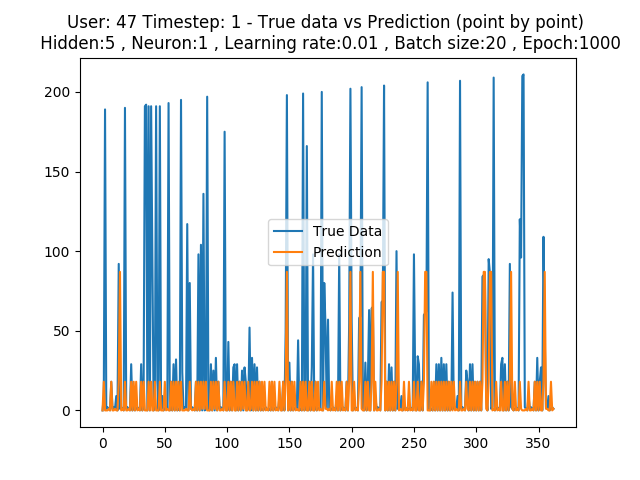 User: 47 Timestep: 1 - True data vs Prediction (point by point)
Hidden:5 , Neuron:1 , Learning rate:0.01 , Batch size:20 , Epoch:1000
200
150
100
50
0
True Data
Prediction
0 50 100 150 200 250 300 350